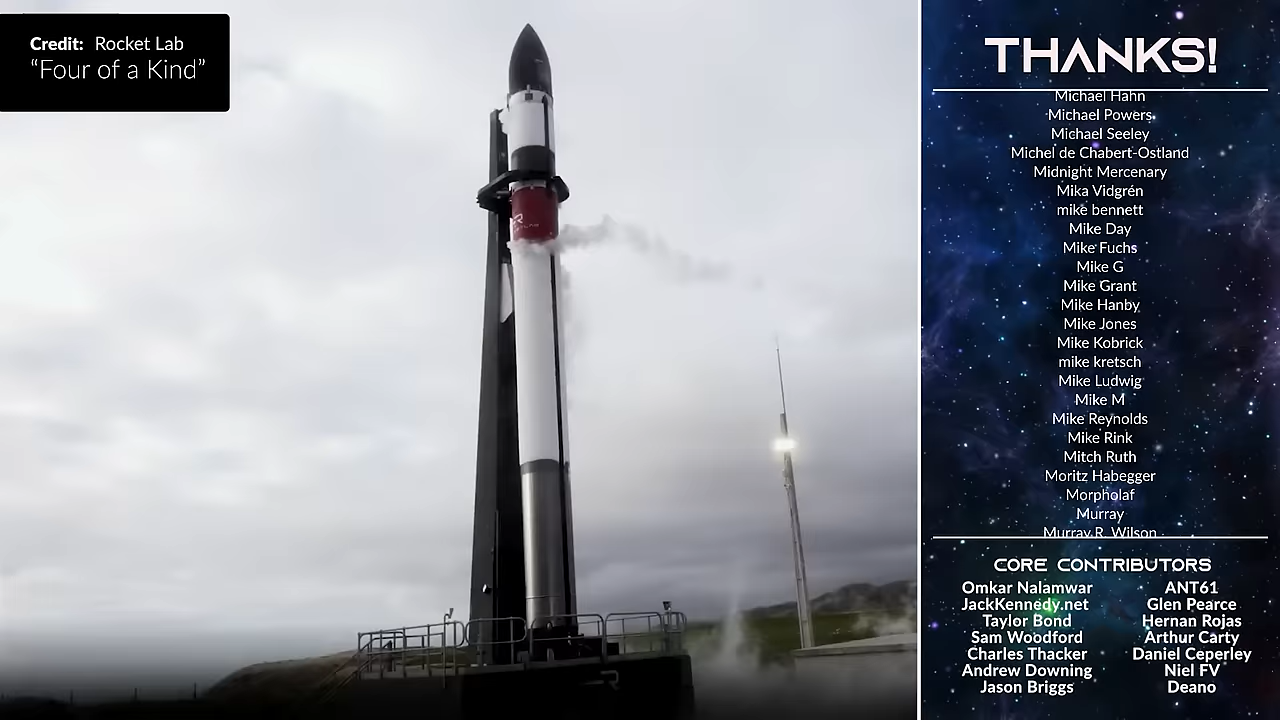 Credit: Rocket Lab
“Four of a Kind”
THANKS!
Michael Hahn
Michael Powers
Michael Seeley
Michel de Chabert-Ostland
Midnight Mercenary
Mika Vidgrén
mike bennett
Mike Day
Mike Fuchs
Mike G
Mike Grant
Mike Hanby
Mike Jones
Mike Kobrick
mike kretsch
Mike Ludwig
Mike M
Mike Reynolds
Mike Rink
Mitch Ruth
Moritz Habegger
Morpholaf
Murray
Murray R. Wilson
CORE CONTRIBUTORS
Omkar Nalamwar
JackKennedy.net
Taylor Bond
Sam Woodford
Charles Thacker
Andrew Downing
Jason Briggs
ANT61
Glen Pearce
Hernan Rojas
Arthur Carty
Daniel Ceperley
Niel FV
Deano